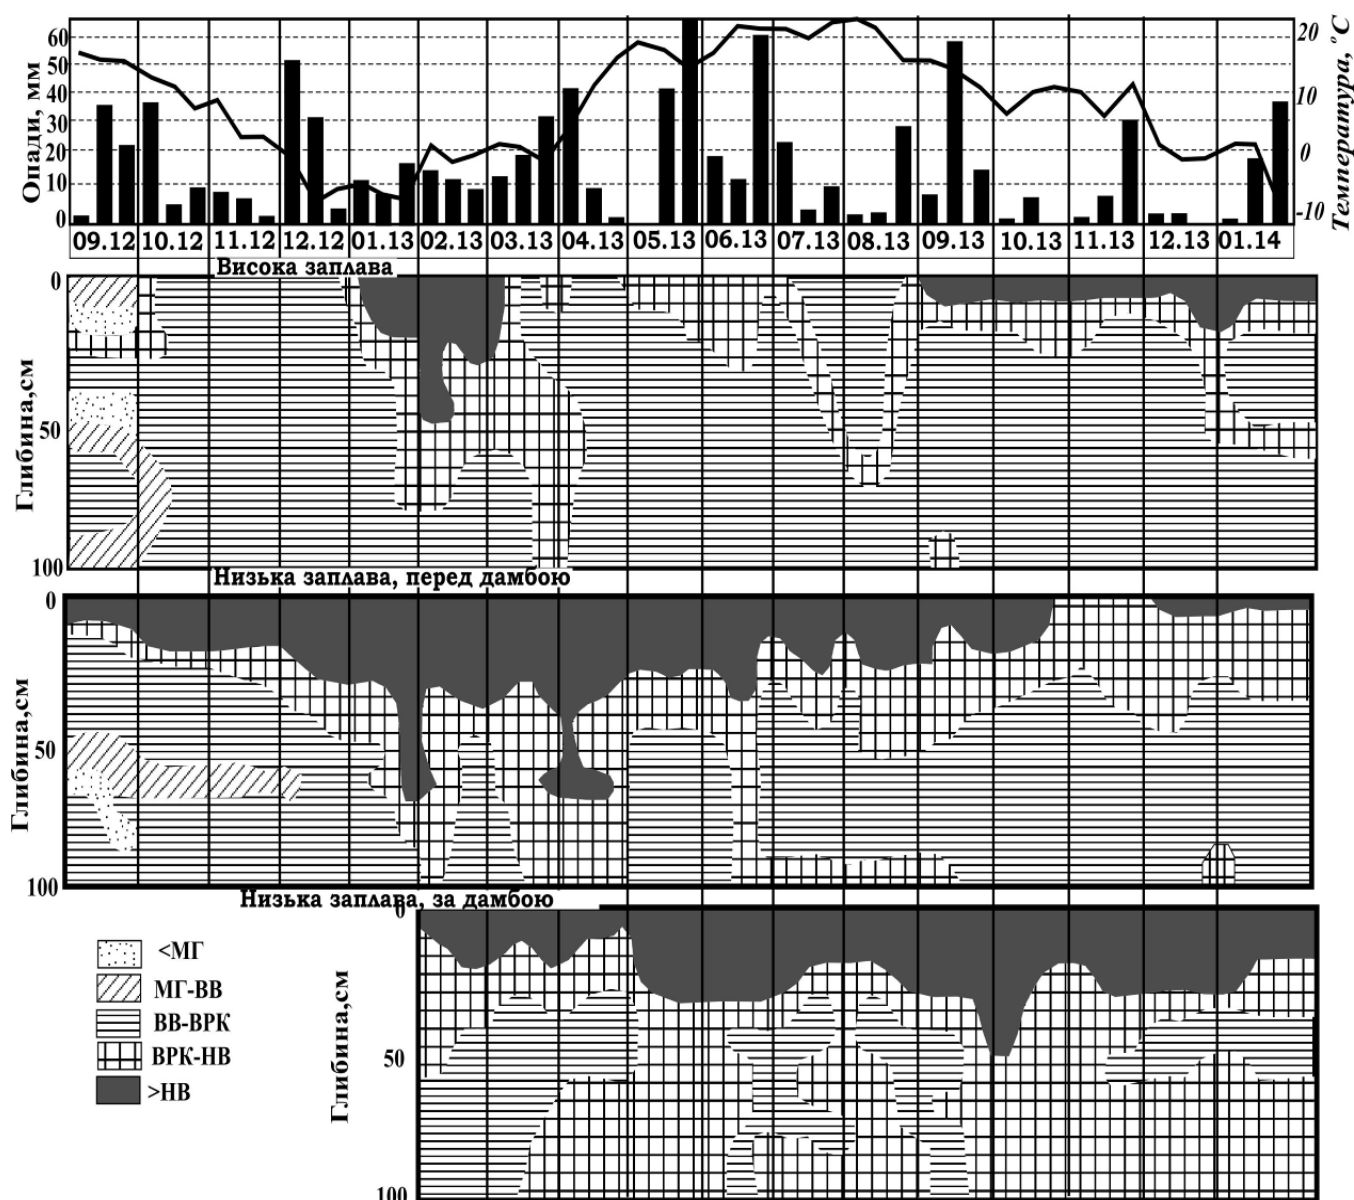 Опади, мм
60
50
40
30
20
10
0
20
10
0
-10
Температура, °С
09.12 10.12 11.12 12.12 01.13 02.13 03.13 04.13 05.13 06.13 07.13 08.13 09.13 10.13 11.13 12.13 01.14
Висока заплава
Глибина,см
0
50
100
Низька заплава, перед дамбою
Глибина,см
0
50
100
Низька заплава, за дамбою
Глибина,см
0
50
100
<МГ
МГ-ВВ
ВВ-ВРК
ВРК-НВ
>НВ